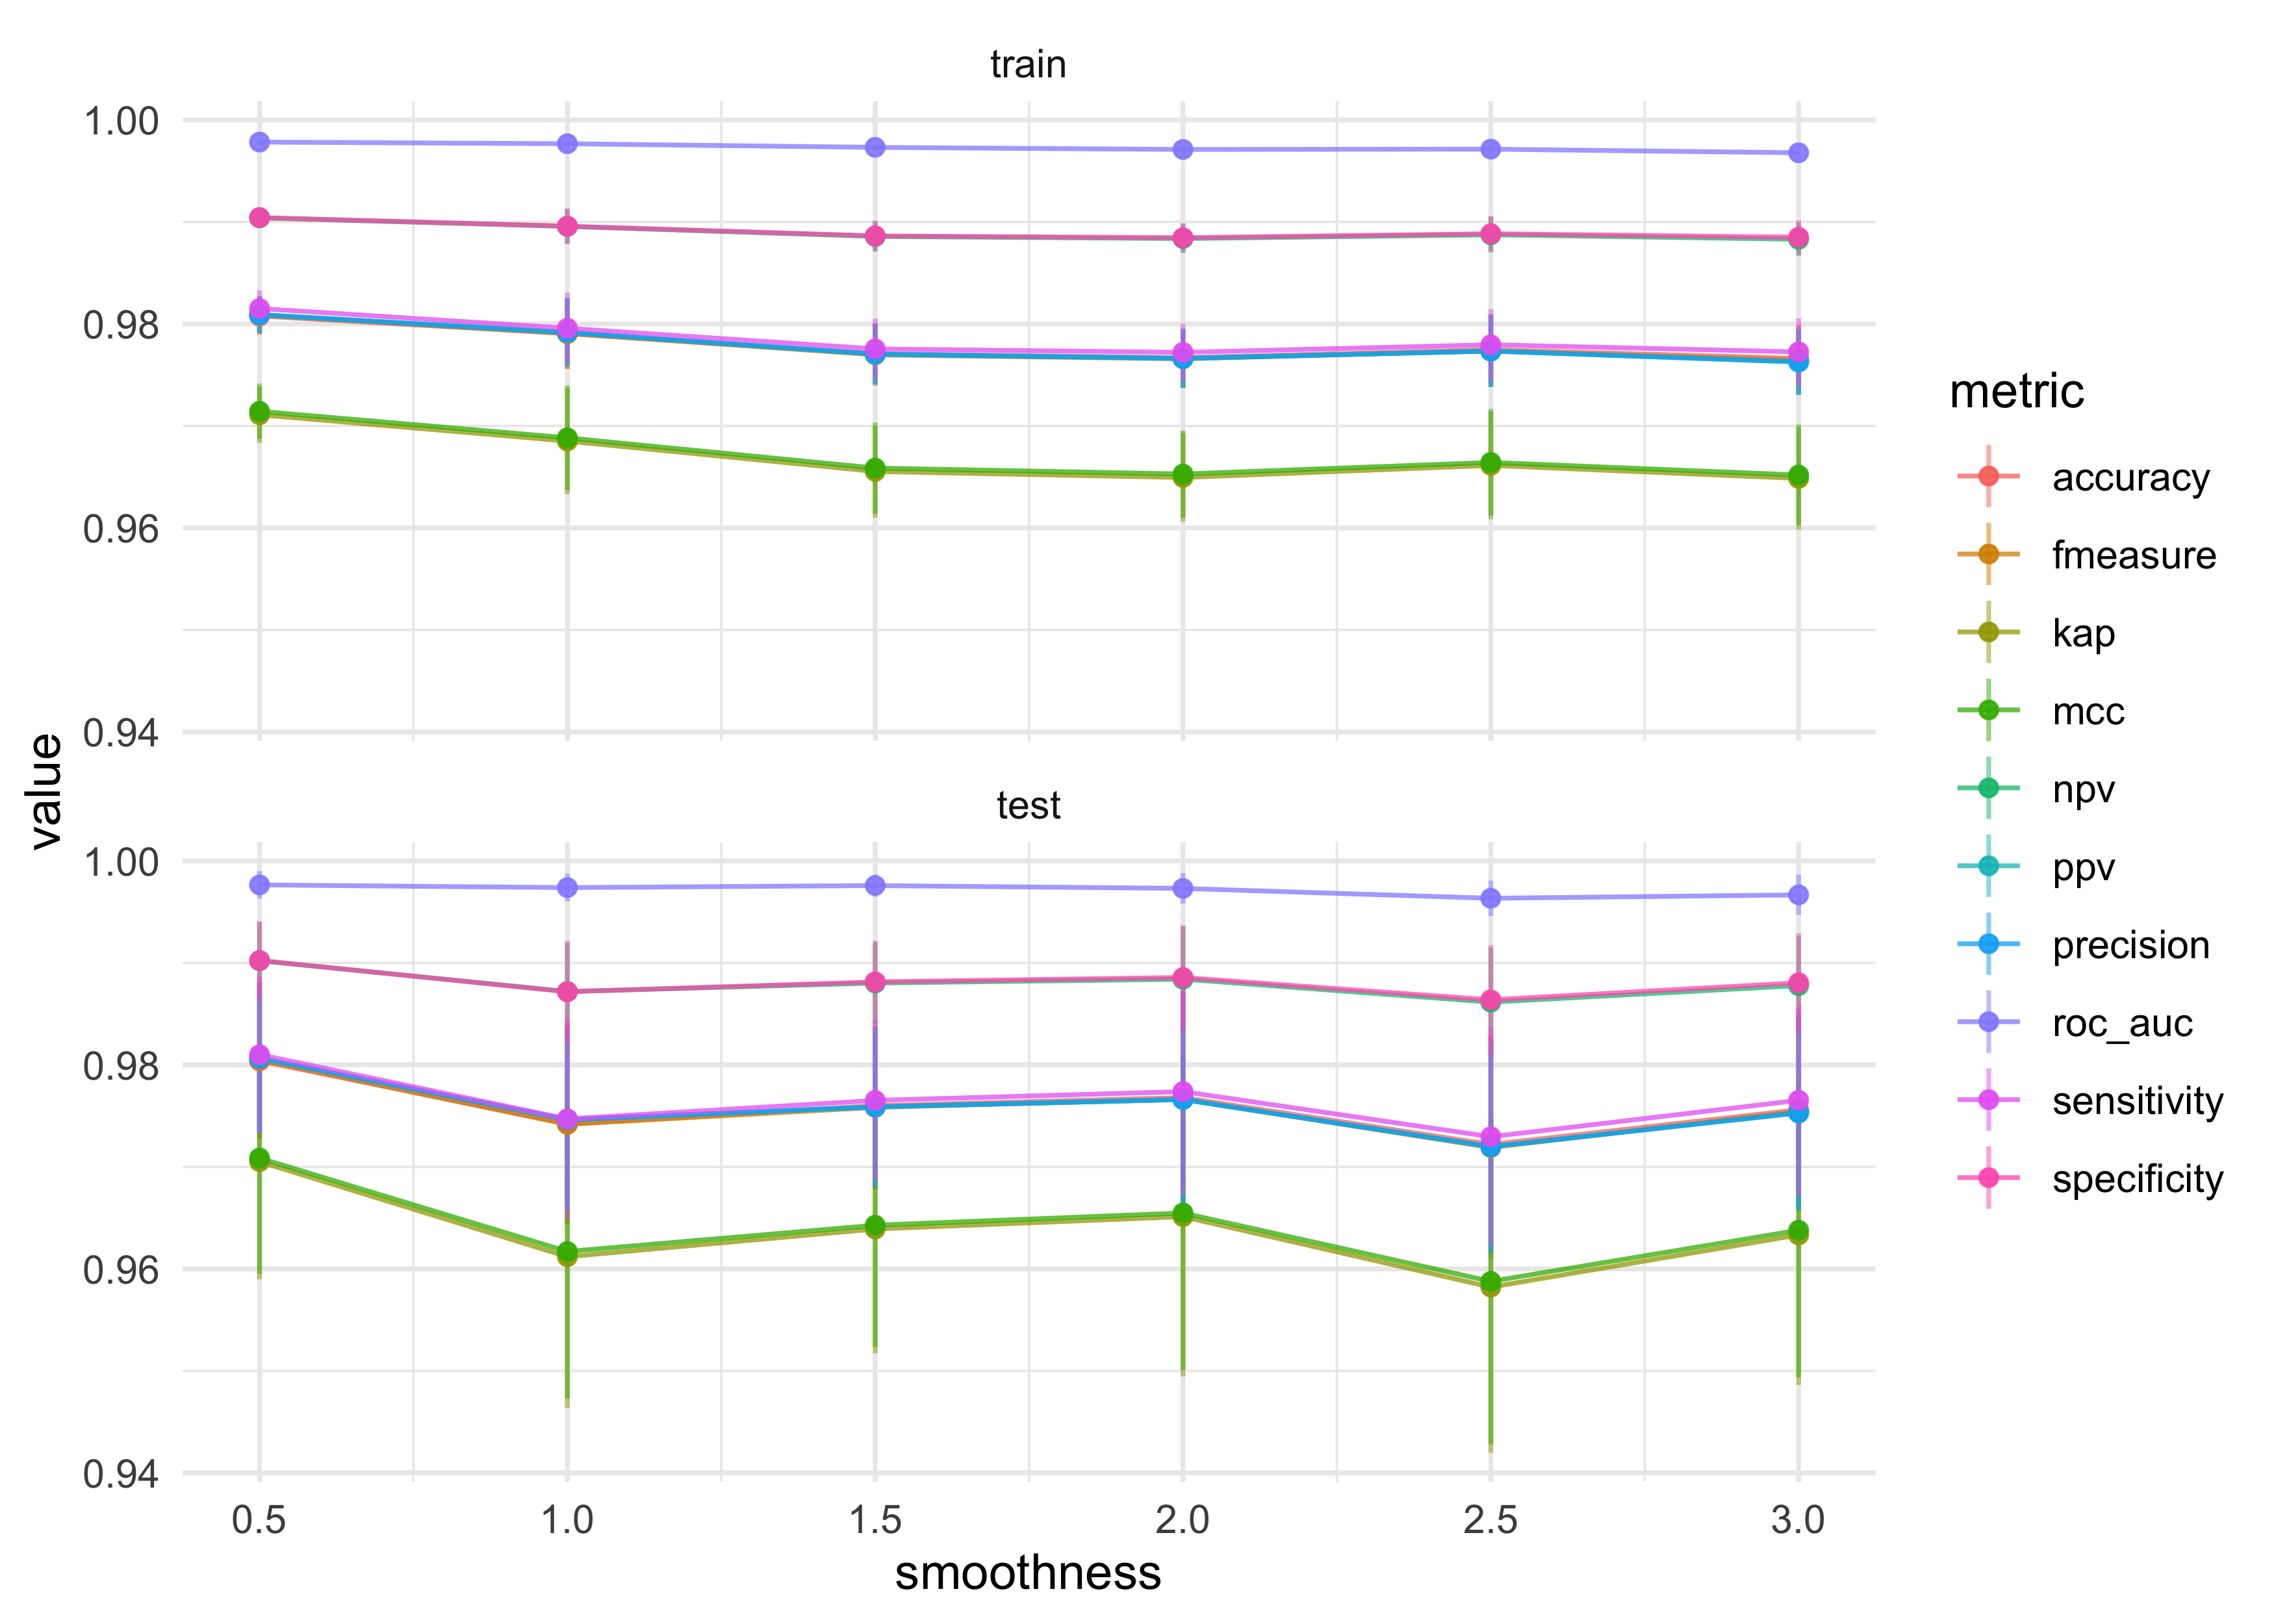 train
1.00
0.98
0.96
0.94
test
1.00
0.98
0.96
0.94
0.5 1.0 1.5 2.0 2.5 3.0
smoothness
value
metric
accuracy
fmeasure
kap
mcc
npv
ppv
precision
roc_auc
sensitivity
specificity